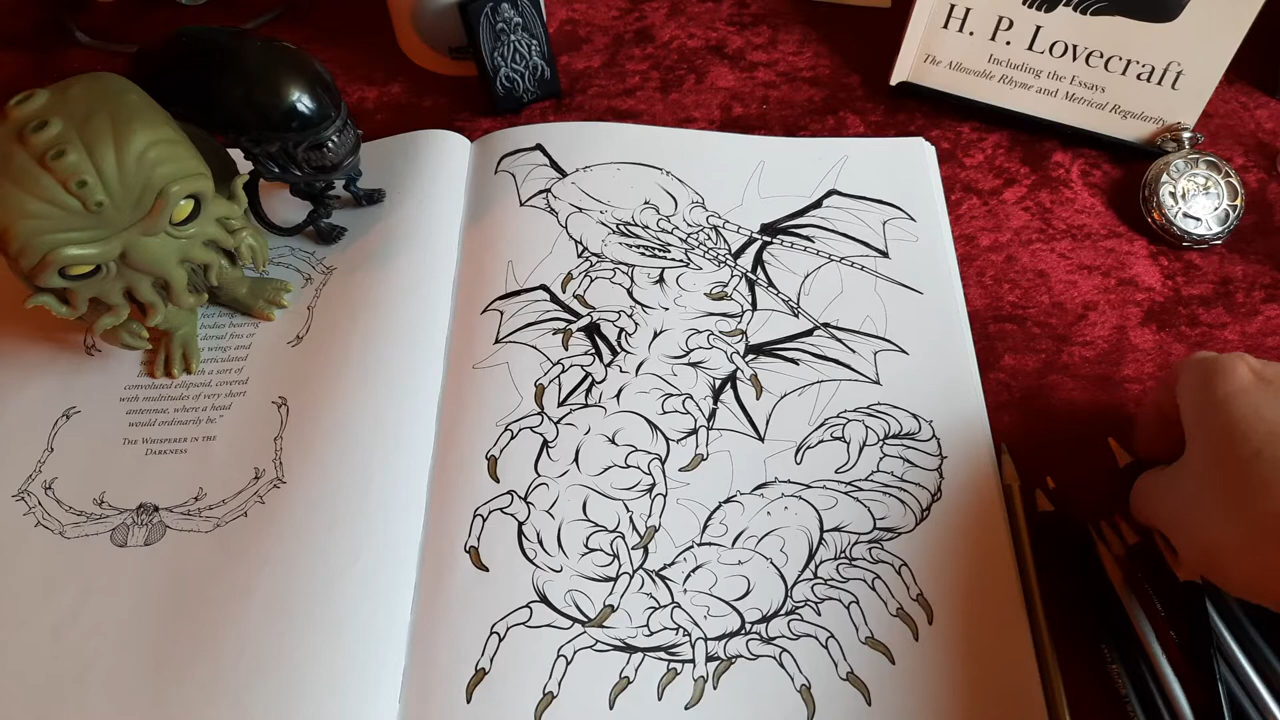 H. P. Lovecraft
Including the Essays
The Allowable Rhyme and Metrical Regularity
feet long,
bodies bearing
dorsal fins or
wings and
articulated
with a sort of
convoluted ellipsoid, covered
with multitudes of very short
antennae, where a head
would ordinarily be."
The Whisperer in the
Darkness